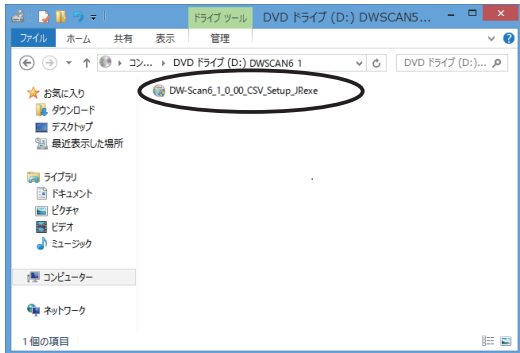 ドライブ ツール DVD ドライブ (D:) DWSCAN5...
ファイル ホーム 共有 表示 管理
コン... DVD ドライブ (D:) DWSCAN6 1 DVD ドライブ (D:)...
お気に入り
ダウンロード
デスクトップ
最近表示した場所
ライブラリ
ドキュメント
ピクチャ
ビデオ
ミュージック
コンピューター
ネットワーク
DW-Scan6_1_0_00_CSV_Setup_JRexe
1 個の項目